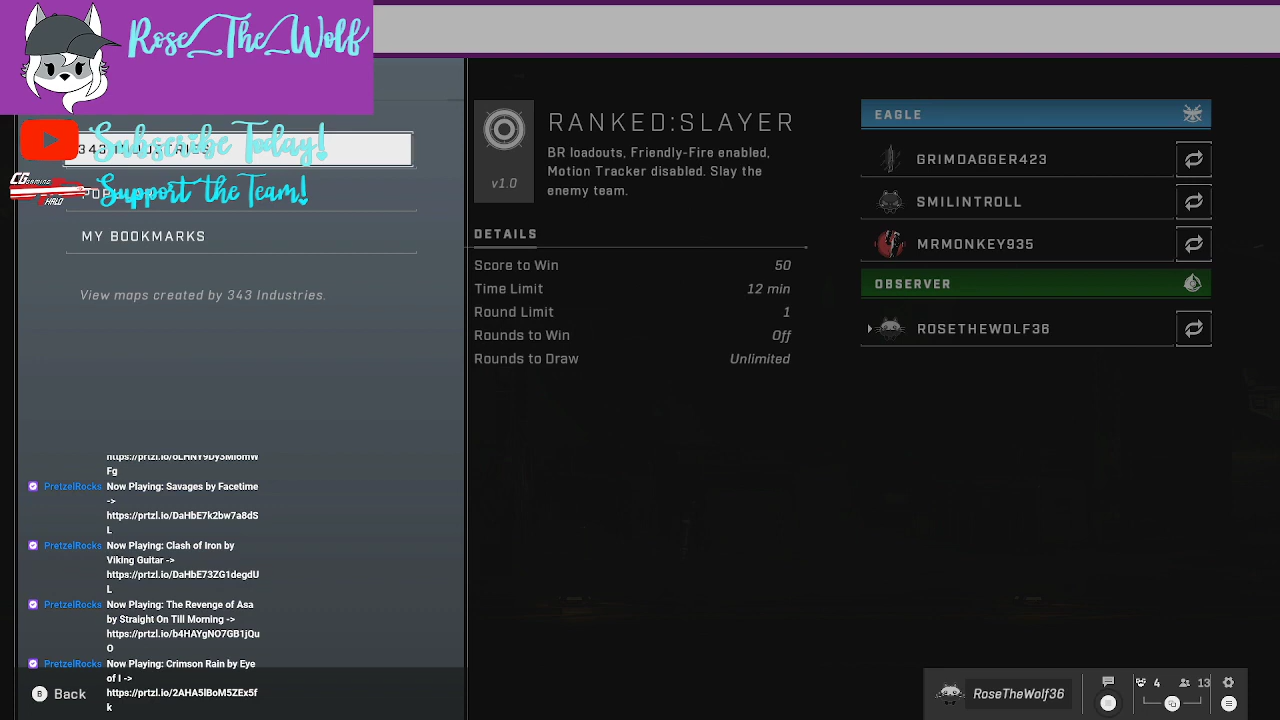 Rose_The_Wolf
Subscribe Today!
343 INDUSTRIES
CGaming
HALO
Support the Team!
MY BOOKMARKS
View maps created by 343 Industries.
RANKED:SLAYER
BR loadouts, Friendly-Fire enabled,
Motion Tracker disabled. Slay the
enemy team.
v1.0
DETAILS
Score to Win 50
Time Limit 12 min
Round Limit 1
Rounds to Win Off
Rounds to Draw Unlimited
EAGLE
GRIMDAGGER423
SMILINTROLL
MRMONKEY935
OBSERVER
ROSETHEWOLF36
Fg
PretzelRocks Now Playing: Savages by Facetime
->
https://prtzl.io/DaHbE7k2bw7a8dS
L
PretzelRocks Now Playing: Clash of Iron by
Viking Guitar ->
https://prtzl.io/DaHbE73ZG1degdU
L
PretzelRocks Now Playing: The Revenge of Asa
by Straight On Till Morning ->
https://prtzl.io/b4HAYgNO7GB1jQu
O
PretzelRocks Now Playing: Crimson Rain by Eye
of I ->
https://prtzl.io/2AHA5lBoM5ZEx5f
k
B Back
RoseTheWolf36
4 13